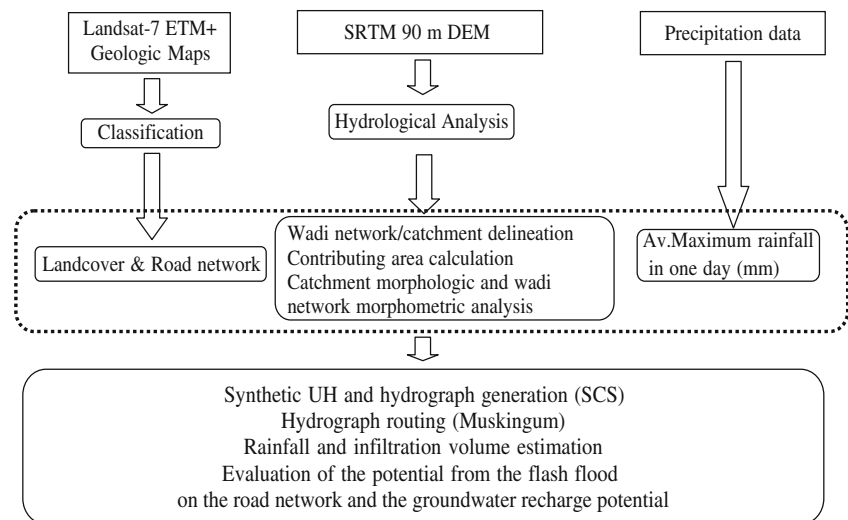 Landsat-7 ETM+
Geologic Maps
SRTM 90 m DEM
Precipitation data
Classification
Hydrological Analysis
Landcover & Road network
Wadi network/catchment delineation
Contributing area calculation
Catchment morphologic and wadi
network morphometric analysis
Av.Maximum rainfall
in one day (mm)
Synthetic UH and hydrograph generation (SCS)
Hydrograph routing (Muskingum)
Rainfall and infiltration volume estimation
Evaluation of the potential from the flash flood
on the road network and the groundwater recharge potential